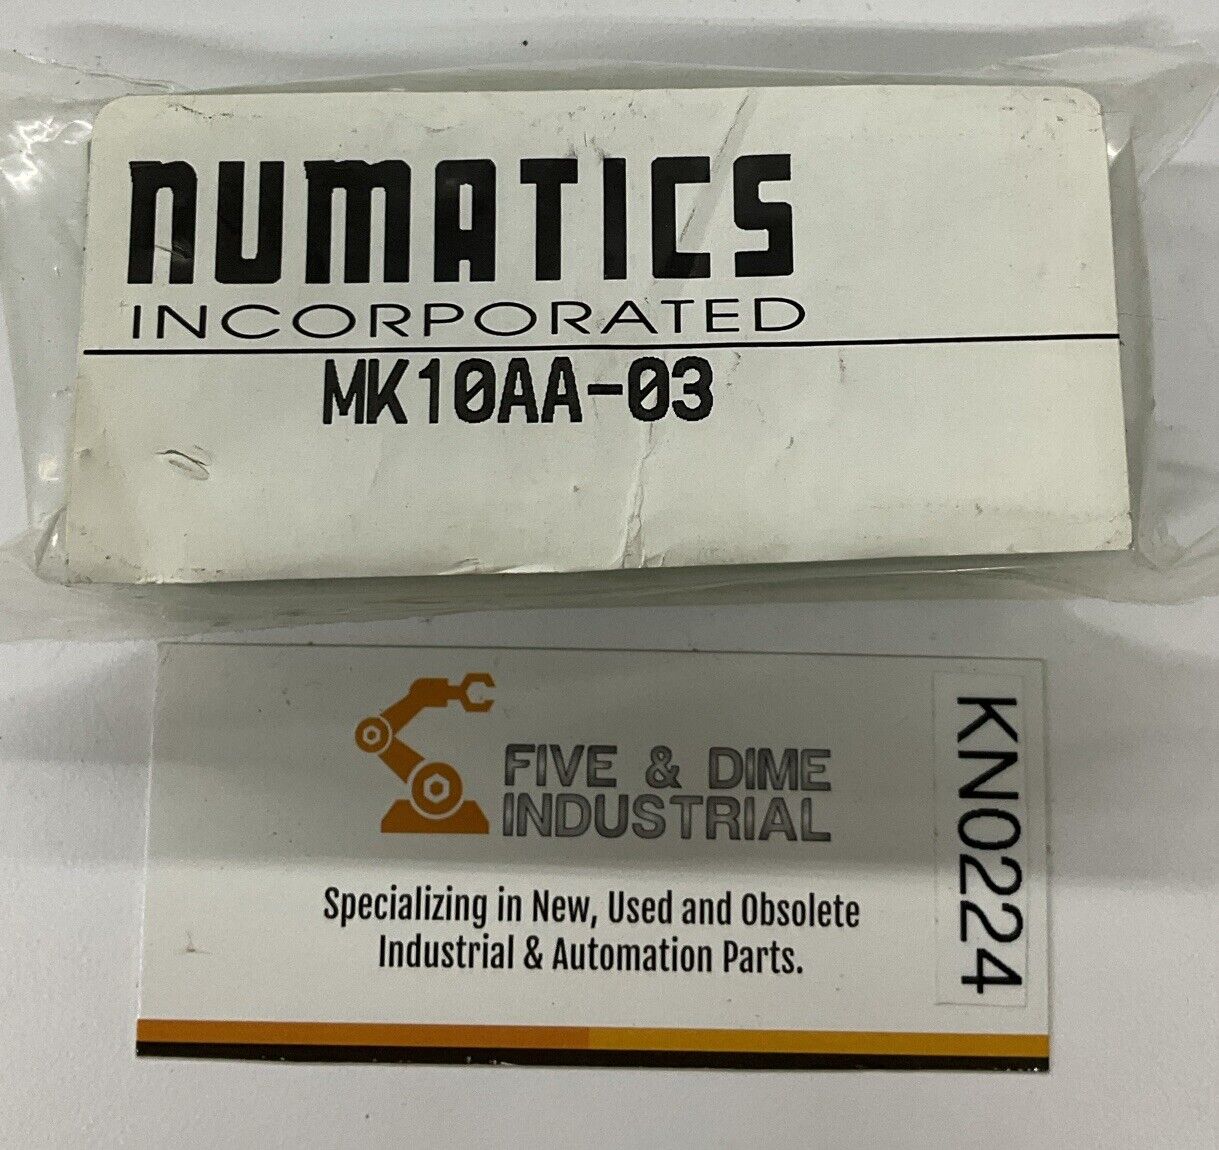 NUMATICS
INCORPORATED
MK10AA-03
FIVE & DIME
INDUSTRIAL
Specializing in New, Used and Obsolete
Industrial & Automation Parts.
KN0224